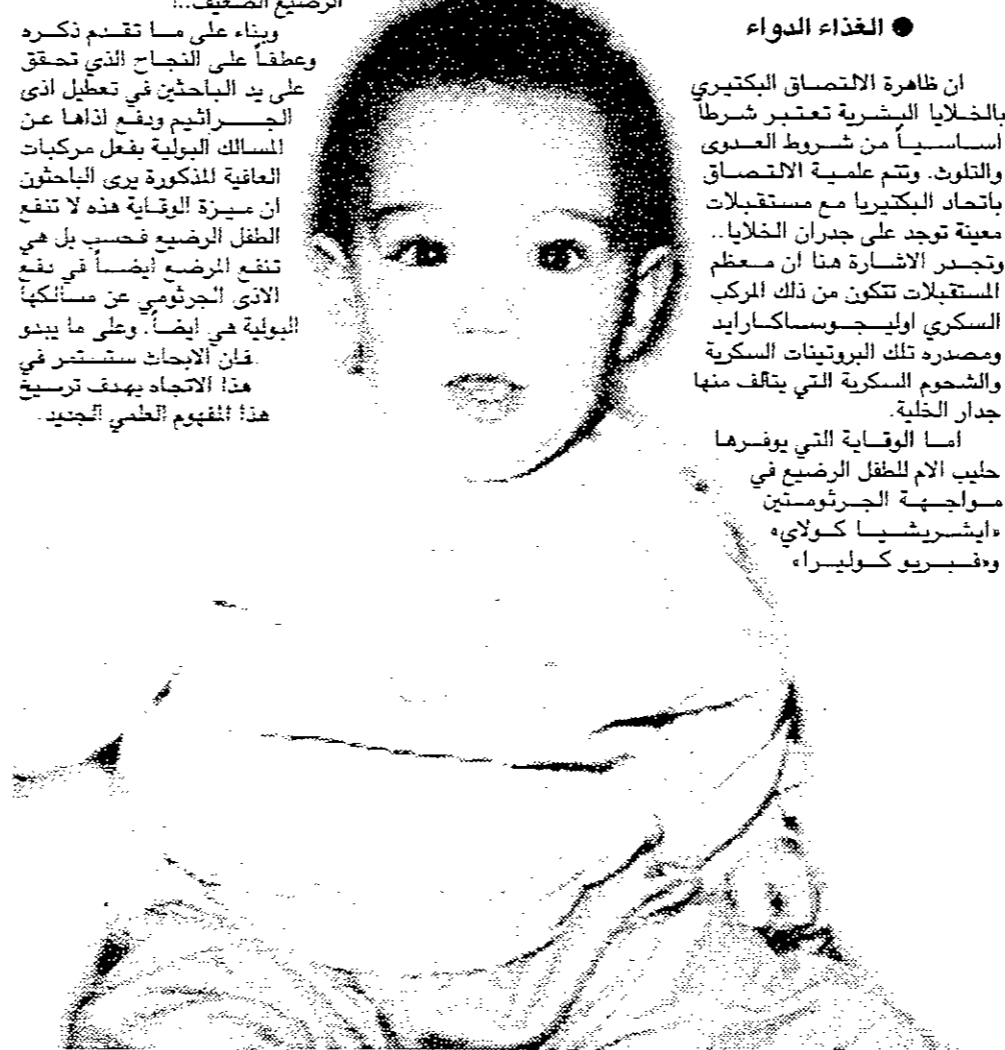 ● الغذاء الدواء
ان ظاهرة الالتصاق البكتيري
بالخلايا البشرية تعتبر شرطاً
اساسياً من شروط العدوى
والتلوث. وتتم علمية الالتصاق
باتحاد البكتيريا مع مستقبلات
معينة توجد على جدران الخلايا..
وتجدر الاشارة هنا ان معظم
المستقبلات تتكون من ذلك المركب
السكري اوليجوساكارايد
ومصدره تلك البروتينات السكرية
والشحوم السكرية التي يتألف منها
جدار الخلية.
اما الوقاية التي يوفرها
حليب الام للطفل الرضيع في
مواجهة الجرثومتين
«ايشريشيا كولاي»
و«فبريو كوليرا»
الرضيع الضعيف..!
وبناء على ما تقدم ذكره
وعطفاً على النجاح الذي تحقق
على يد الباحثين في تعطيل اذى
الجراثيم ودفع اذاها عن
المسالك البولية بفعل مركبات
العافية المذكورة يرى الباحثون
ان ميزة الوقاية هذه لا تنفع
الطفل الرضيع فحسب بل هي
تنفع المرضع ايضاً في دفع
الاذى الجرثومي عن مسالكها
البولية هي ايضاً. وعلى ما يبدو
فان الابحاث ستستمر في
هذا الاتجاه بهدف ترسيخ
هذا المفهوم العلمي الجديد.